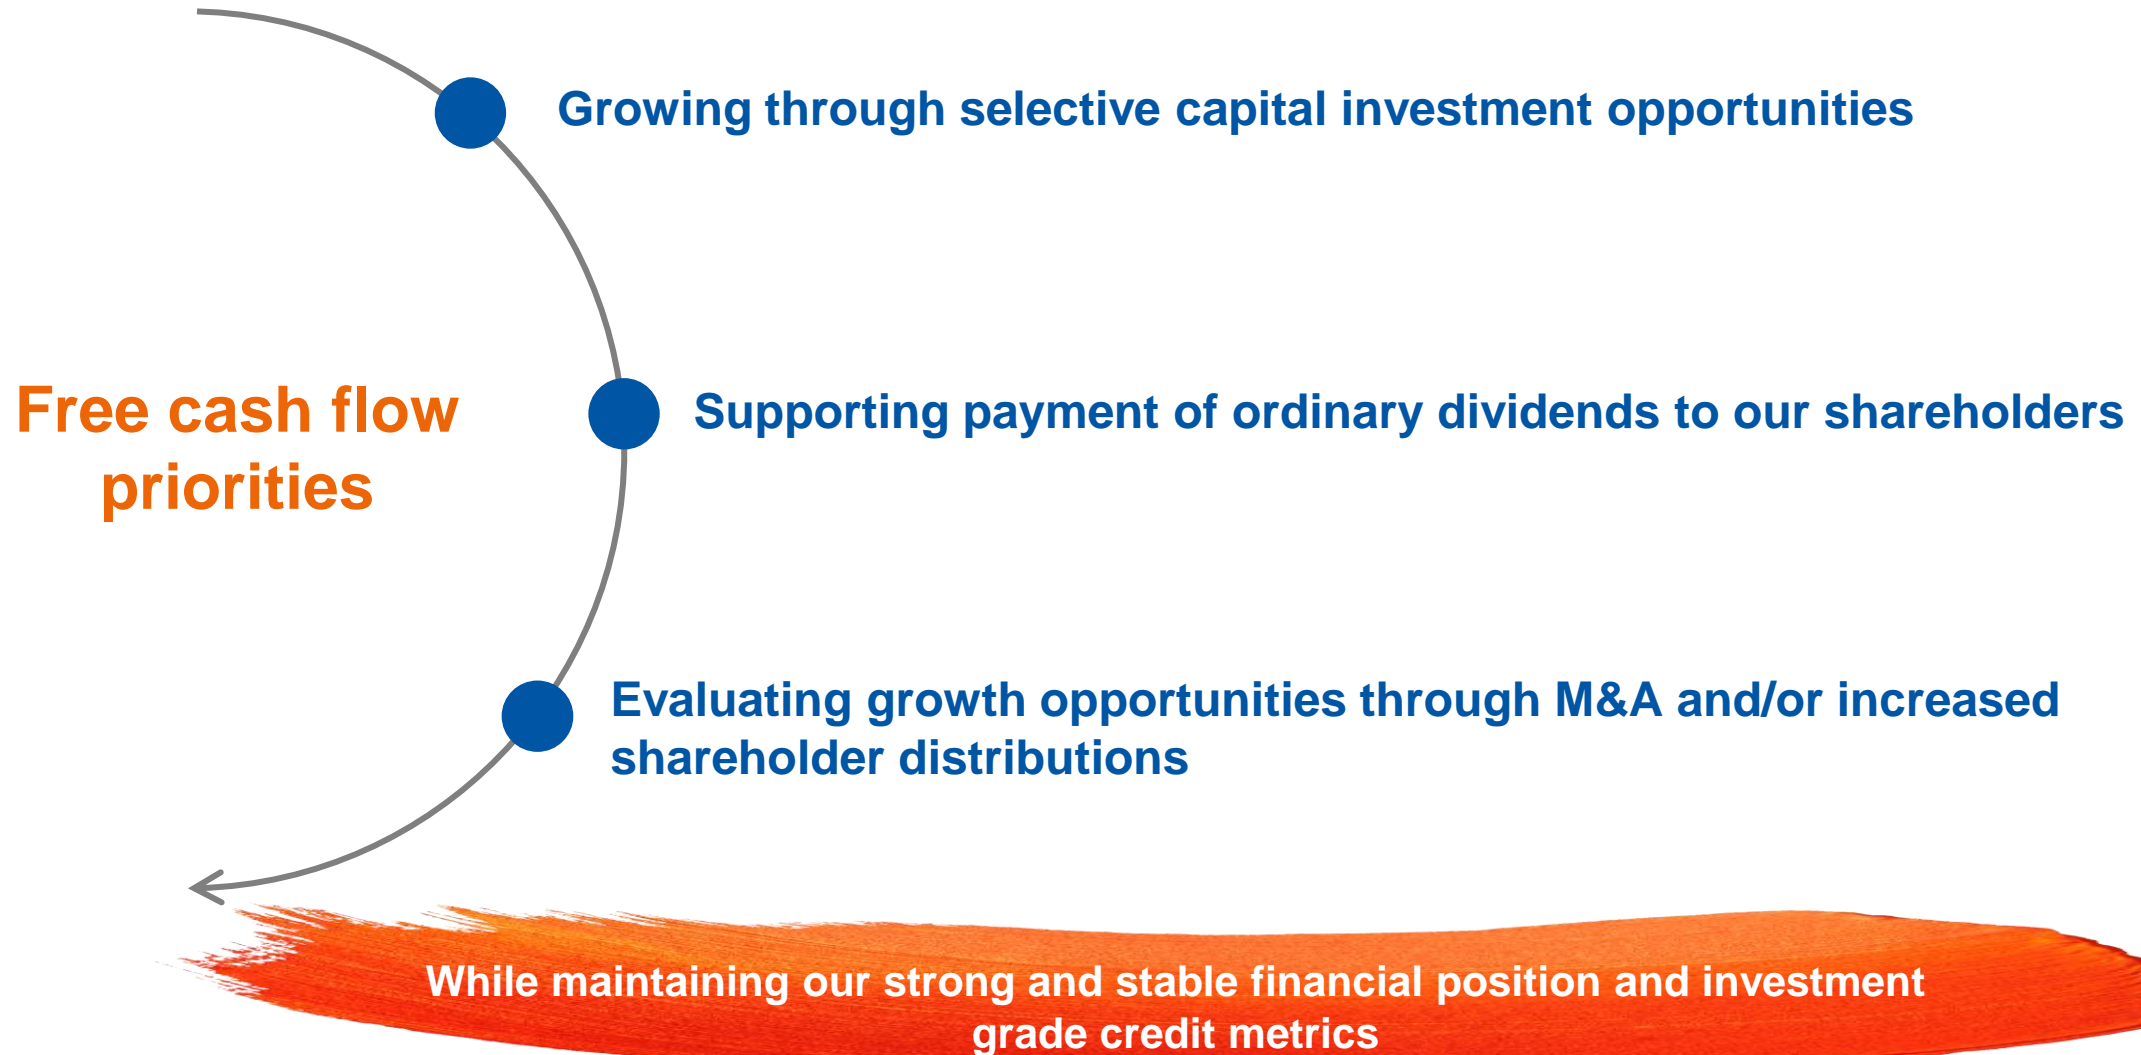 Growing through selective capital investment opportunities
Free cash flow
priorities
Supporting payment of ordinary dividends to our shareholders
Evaluating growth opportunities through M&A and/or increased
shareholder distributions
While maintaining our strong and stable financial position and investment
grade credit metrics